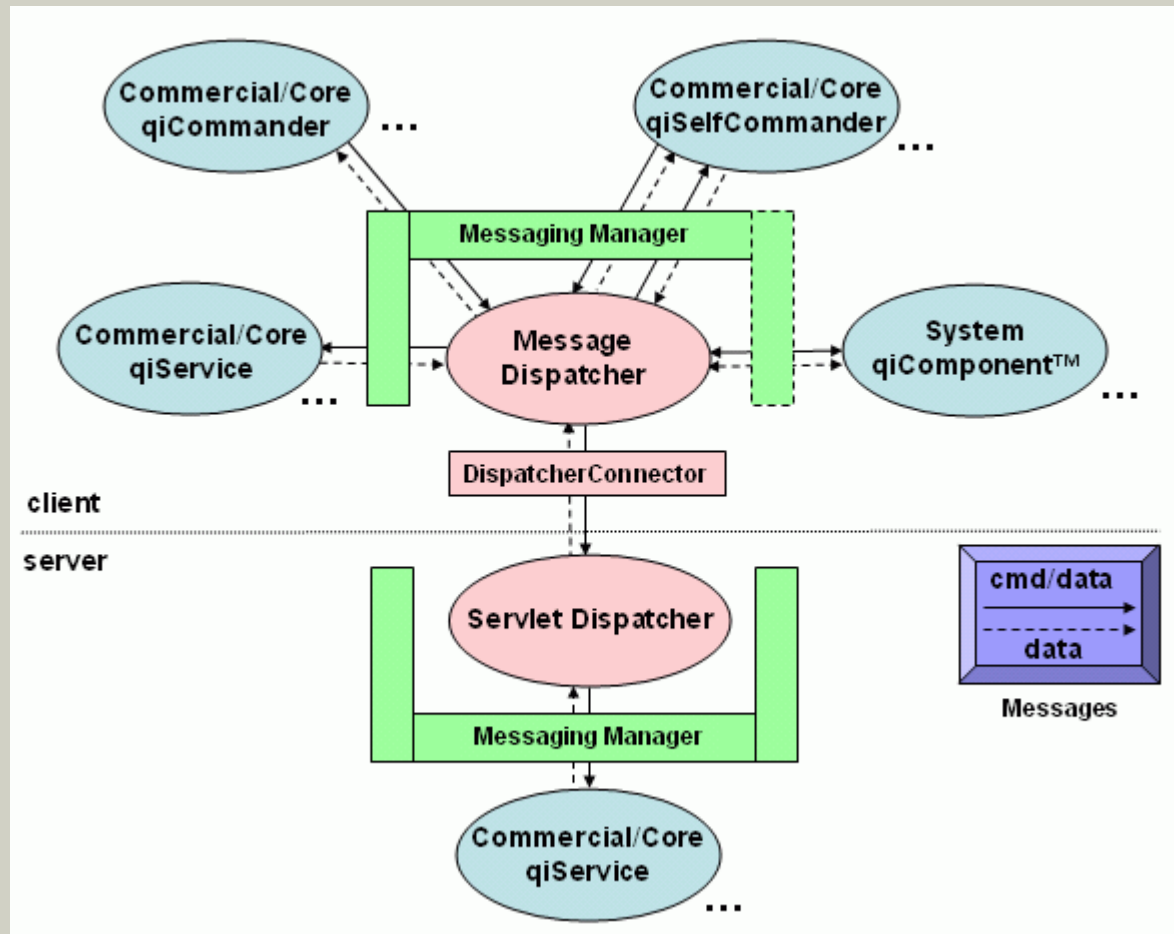 Commercial/Core
qiCommander
...
Commercial/Core
qiSelfCommander
...
Messaging Manager
Commercial/Core
qiService
...
Message
Dispatcher
System
qiComponent™
...
DispatcherConnector
client
server
Servlet Dispatcher
cmd/data
data
Messages
Messaging Manager
Commercial/Core
qiService
...